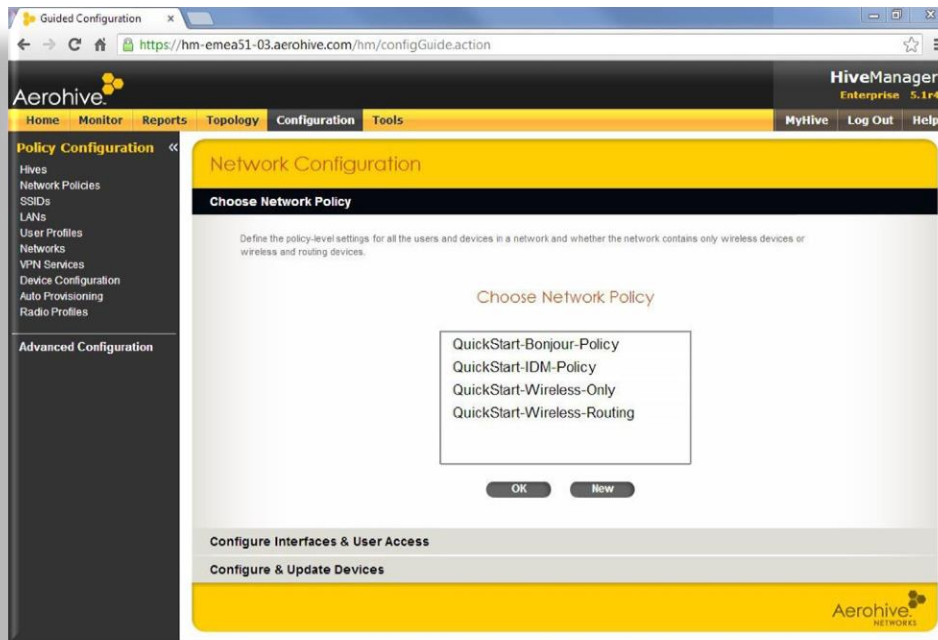 Guided Configuration
https://hm-emea51-03.aerohive.com/hm/configGuide.action
Aerohive
HiveManager
Enterprise 5.1r4
Home Monitor Reports Topology Configuration Tools MyHive Log Out Help
Policy Configuration «
Hives
Network Policies
SSIDs
LANs
User Profiles
Networks
VPN Services
Device Configuration
Auto Provisioning
Radio Profiles
Advanced Configuration
Network Configuration
Choose Network Policy
Define the policy-level settings for all the users and devices in a network and whether the network contains only wireless devices or
wireless and routing devices.
Choose Network Policy
QuickStart-Bonjour-Policy
QuickStart-IDM-Policy
QuickStart-Wireless-Only
QuickStart-Wireless-Routing
OK New
Configure Interfaces & User Access
Configure & Update Devices
Aerohive
NETWORKS